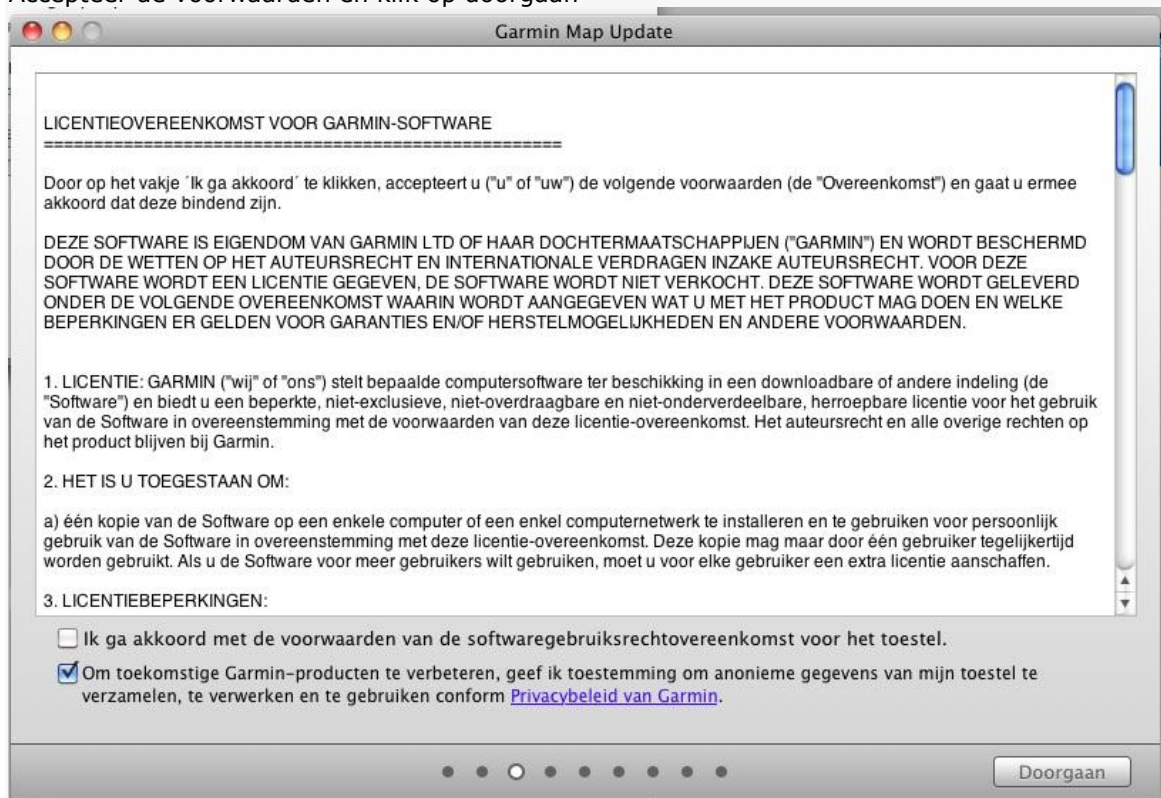 Accepteer de voorwaarden en klik op doorgaan
Garmin Map Update
LICENTIEOVEREENKOMST VOOR GARMIN-SOFTWARE
====================================================
Door op het vakje ´Ik ga akkoord´ te klikken, accepteert u ("u" of "uw") de volgende voorwaarden (de "Overeenkomst") en gaat u ermee
akkoord dat deze bindend zijn.
DEZE SOFTWARE IS EIGENDOM VAN GARMIN LTD OF HAAR DOCHTERMAATSCHAPPIJEN ("GARMIN") EN WORDT BESCHERMD
DOOR DE WETTEN OP HET AUTEURSRECHT EN INTERNATIONALE VERDRAGEN INZAKE AUTEURSRECHT. VOOR DEZE
SOFTWARE WORDT EEN LICENTIE GEGEVEN, DE SOFTWARE WORDT NIET VERKOCHT. DEZE SOFTWARE WORDT GELEVERD
ONDER DE VOLGENDE OVEREENKOMST WAARIN WORDT AANGEGEVEN WAT U MET HET PRODUCT MAG DOEN EN WELKE
BEPERKINGEN ER GELDEN VOOR GARANTIES EN/OF HERSTELMOGELIJKHEDEN EN ANDERE VOORWAARDEN.
1. LICENTIE: GARMIN ("wij" of "ons") stelt bepaalde computersoftware ter beschikking in een downloadbare of andere indeling (de
"Software") en biedt u een beperkte, niet-exclusieve, niet-overdraagbare en niet-onderverdeelbare, herroepbare licentie voor het gebruik
van de Software in overeenstemming met de voorwaarden van deze licentie-overeenkomst. Het auteursrecht en alle overige rechten op
het product blijven bij Garmin.
2. HET IS U TOEGESTAAN OM:
a) één kopie van de Software op een enkele computer of een enkel computernetwerk te installeren en te gebruiken voor persoonlijk
gebruik van de Software in overeenstemming met deze licentie-overeenkomst. Deze kopie mag maar door één gebruiker tegelijkertijd
worden gebruikt. Als u de Software voor meer gebruikers wilt gebruiken, moet u voor elke gebruiker een extra licentie aanschaffen.
3. LICENTIEBEPERKINGEN:
Ik ga akkoord met de voorwaarden van de softwaregebruiksrechtovereenkomst voor het toestel.
Om toekomstige Garmin-producten te verbeteren, geef ik toestemming om anonieme gegevens van mijn toestel te
verzamelen, te verwerken en te gebruiken conform Privacybeleid van Garmin.
Doorgaan